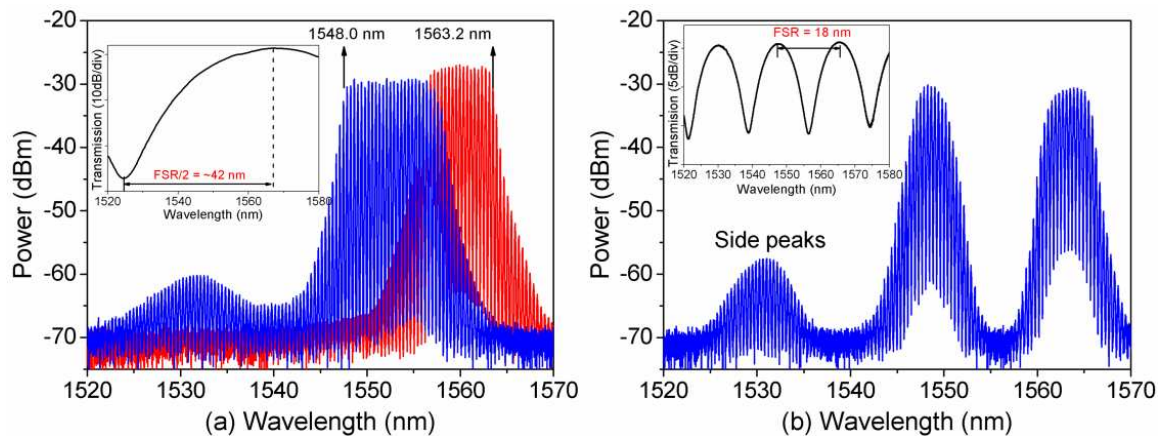 -20
-30
-40
-50
-60
-70
Power (dBm)
1520 1530 1540 1550 1560 1570
(a) Wavelength (nm)
1548.0 nm 1563.2 nm
Transmission (10dB/div)
FSR/2 = ~42 nm
1520 1540 1560 1580
Wavelength (nm)
-20
-30
-40
-50
-60
-70
Power (dBm)
1520 1530 1540 1550 1560 1570
(b) Wavelength (nm)
Transmission (5dB/div)
FSR = 18 nm
1520 1530 1540 1550 1560 1570 1580
Wavelength (nm)
Side peaks